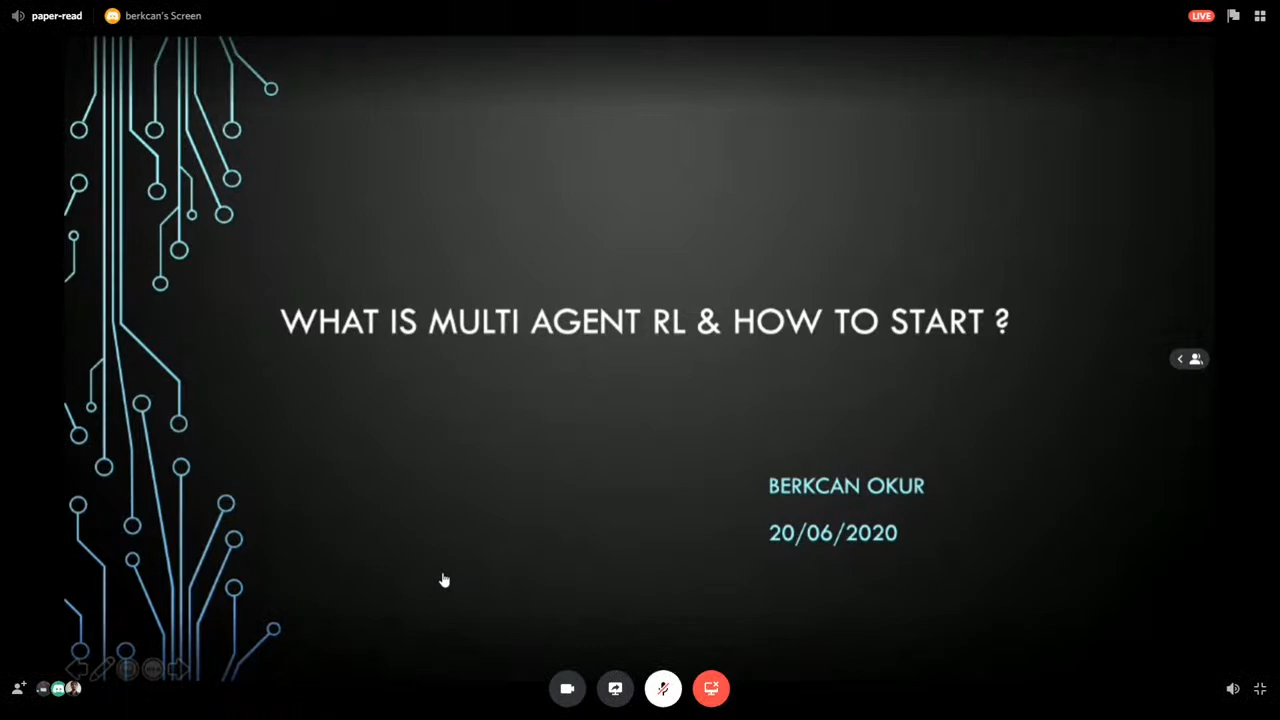 paper-read
berkcan's Screen
LIVE
WHAT IS MULTI AGENT RL & HOW TO START ?
BERKCAN OKUR
20/06/2020